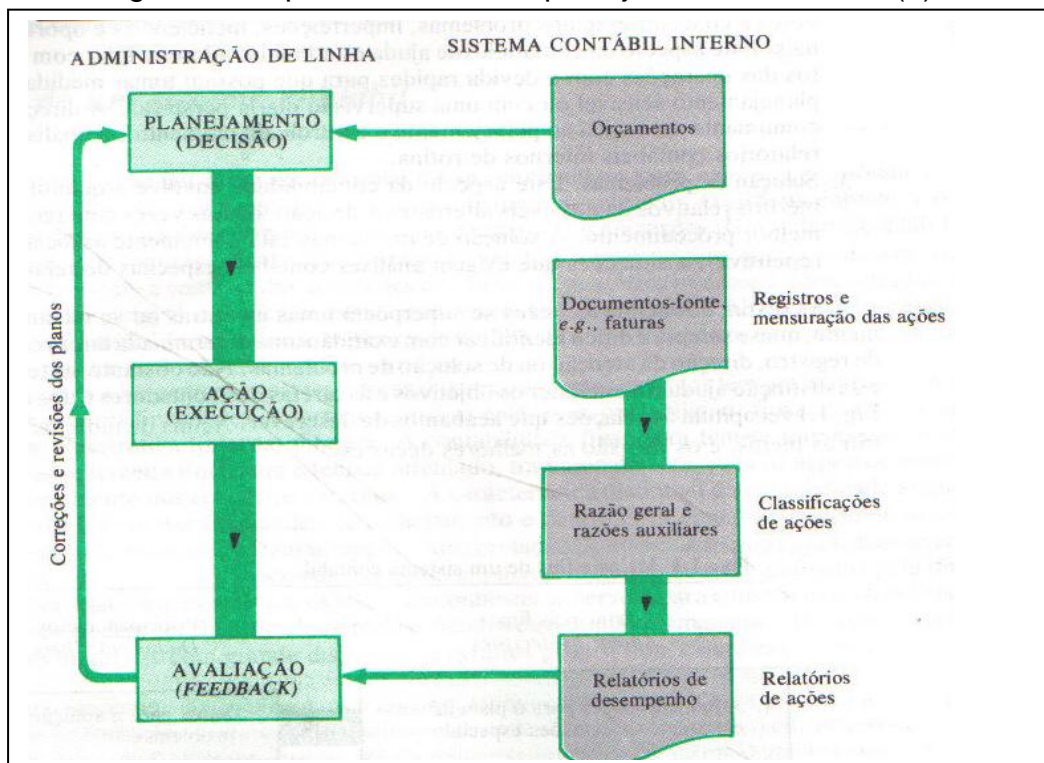 ADMINISTRAÇÃO DE LINHA
SISTEMA CONTÁBIL INTERNO
PLANEJAMENTO
(DECISÃO)
Orçamentos
Documentos-fonte,
e.g., faturas
Registros e
mensuração das ações
AÇÃO
(EXECUÇÃO)
Correções e revisões dos planos
Razão geral e
razões auxiliares
Classificações
de ações
AVALIAÇÃO
(FEEDBACK)
Relatórios de
desempenho
Relatórios
de ações